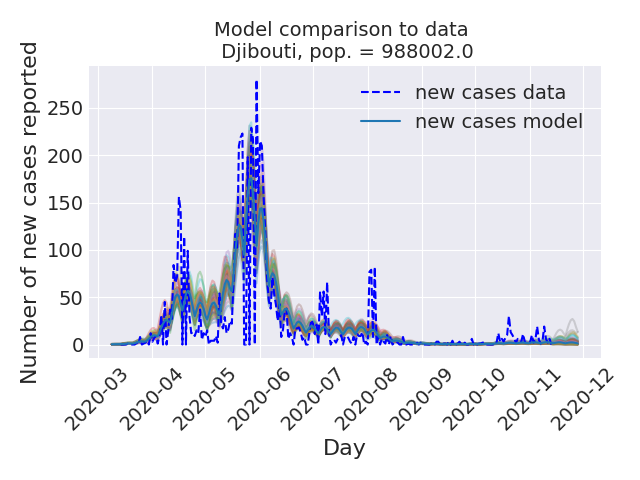 Model comparison to data
Djibouti, pop. = 988002.0
Number of new cases reported
250
200
150
100
50
0
new cases data
new cases model
2020-03
2020-04
2020-05
2020-06
2020-07
2020-08
2020-09
2020-10
2020-11
2020-12
Day